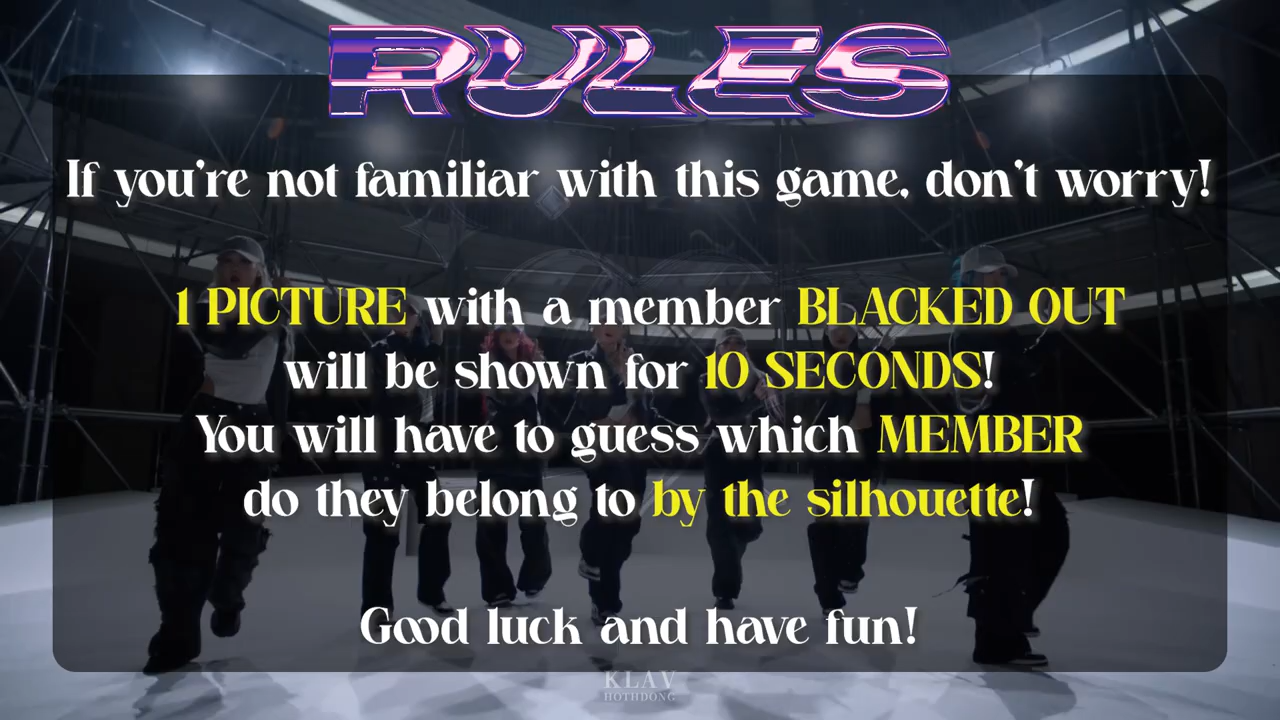 RULES
If you're not familiar with this game, don't worry!
1 PICTURE with a member BLACKED OUT
will be shown for 10 SECONDS!
You will have to guess which MEMBER
do they belong to by the silhouette!
Good luck and have fun!
KLAV
HOTHDONG